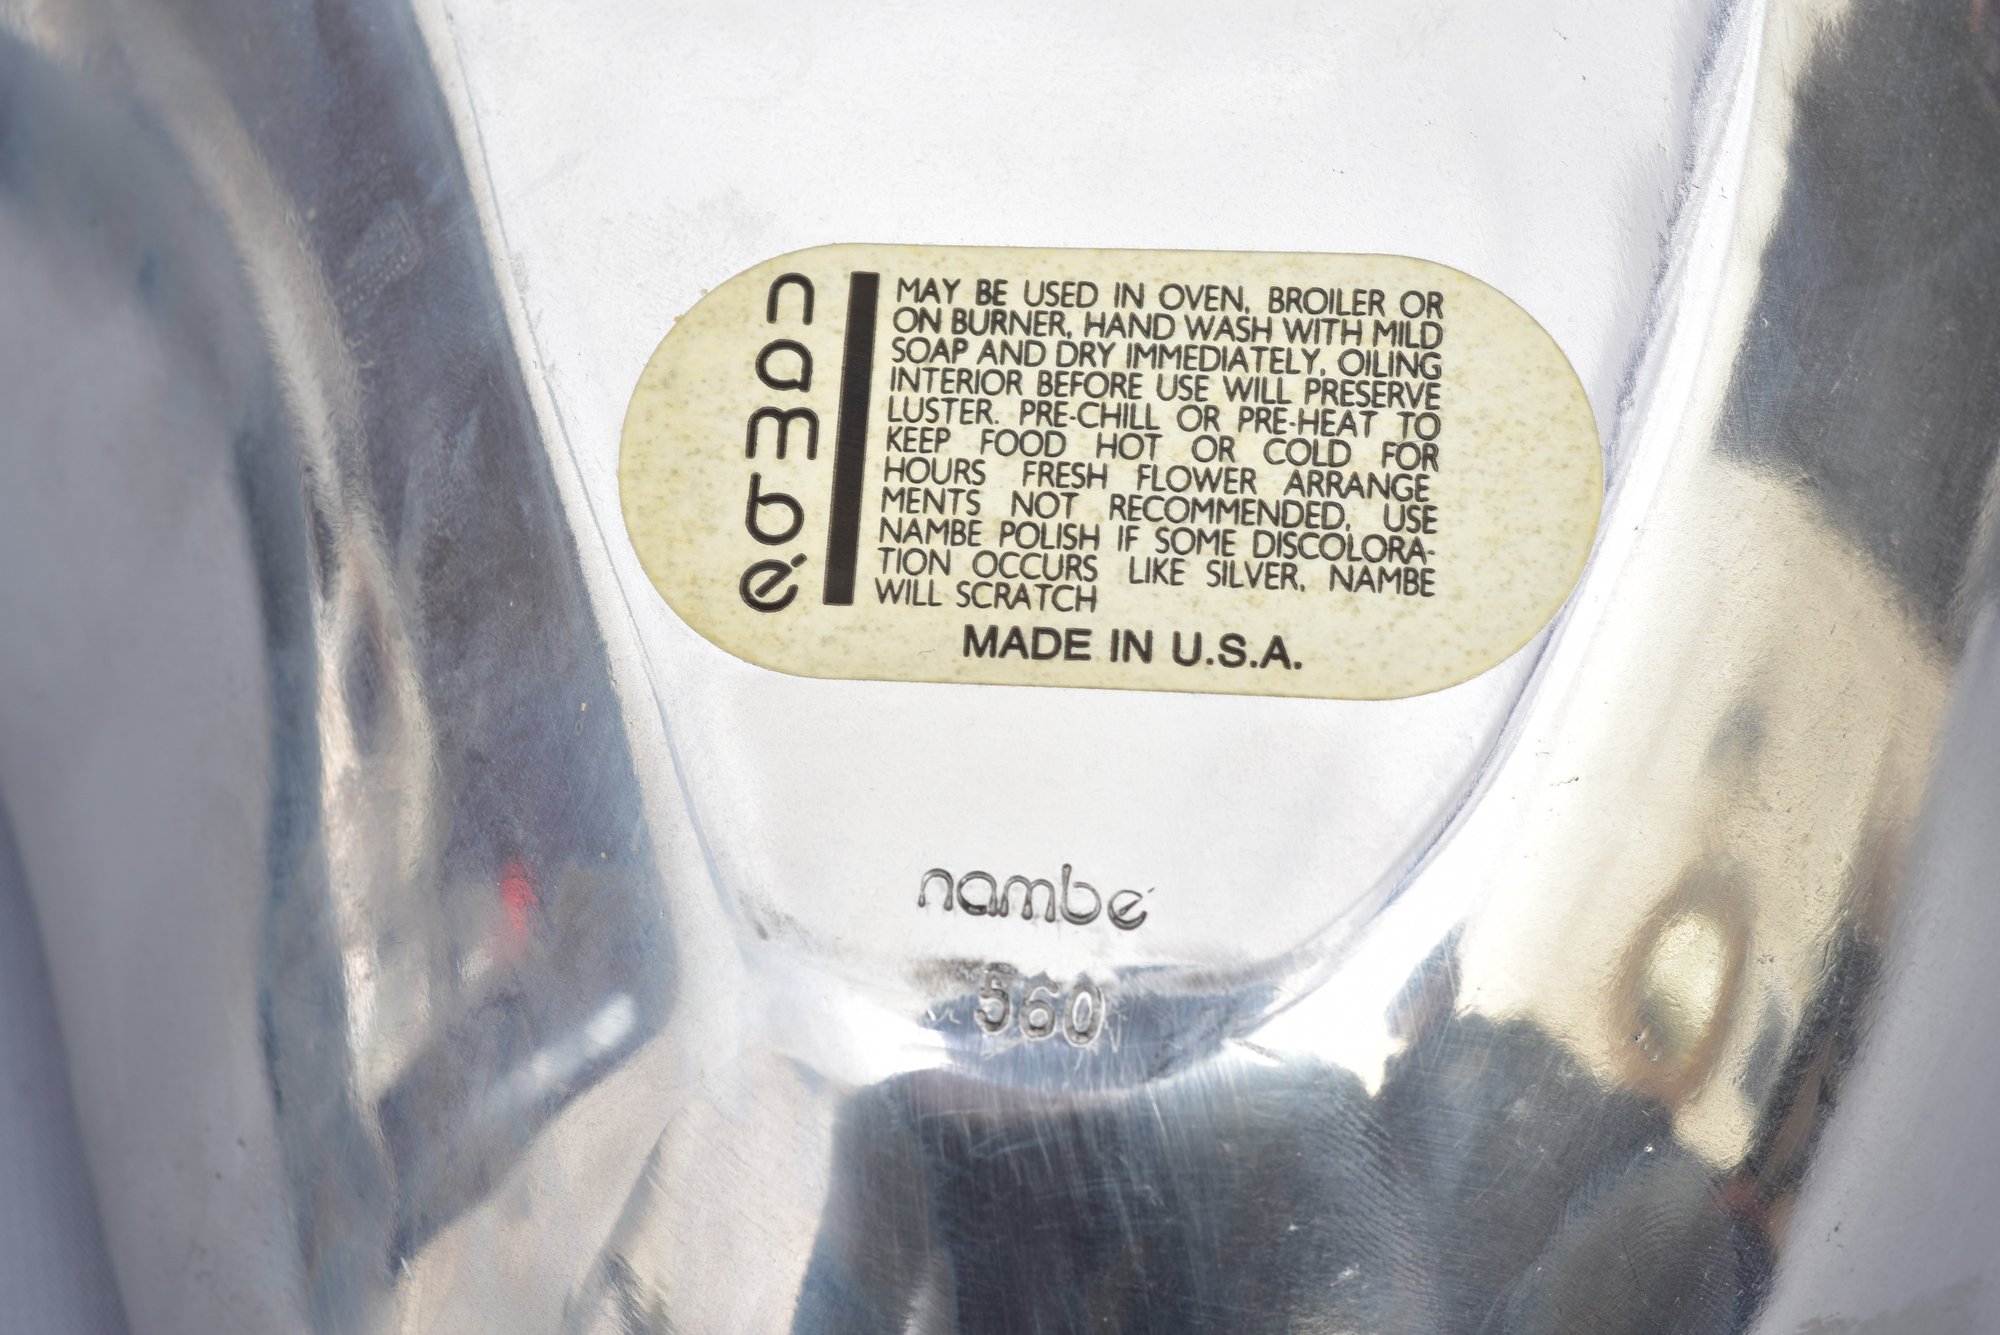 nambé
MAY BE USED IN OVEN, BROILER OR
ON BURNER, HAND WASH WITH MILD
SOAP AND DRY IMMEDIATELY, OILING
INTERIOR BEFORE USE WILL PRESERVE
LUSTER. PRE-CHILL OR PRE-HEAT TO
KEEP FOOD HOT OR COLD FOR
HOURS FRESH FLOWER ARRANGE
MENTS NOT RECOMMENDED, USE
NAMBE POLISH IF SOME DISCOLORA-
TION OCCURS LIKE SILVER, NAMBE
WILL SCRATCH
MADE IN U.S.A.
nambé
560